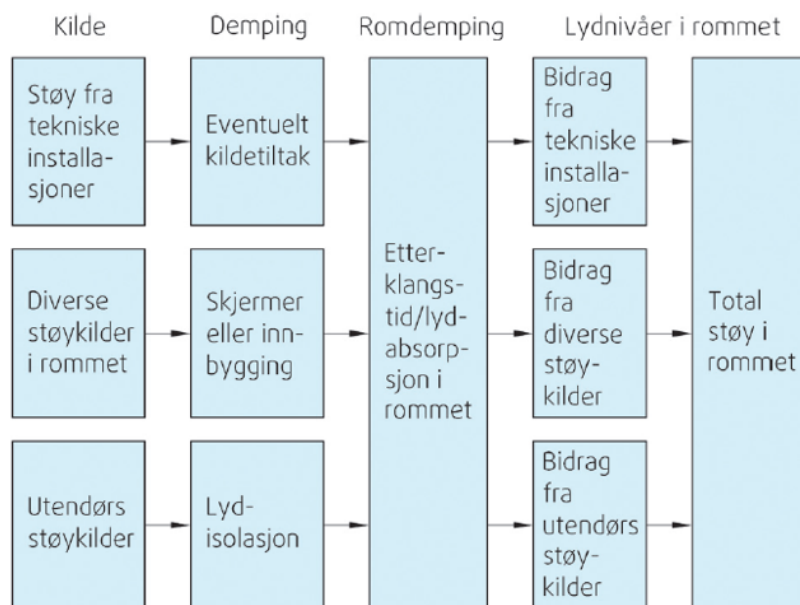 Kilde
Demping
Romdemping
Lydnivåer i rommet
Støy fra
tekniske
installa-
sjoner
Eventuelt
kildetiltak
Bidrag
fra
tekniske
installa-
sjoner
Diverse
støykilder
i rommet
Skjermer
eller inn-
bygging
Etter-
klangs-
tid/lyd-
absorp-
sjon i
rommet
Bidrag
fra
diverse
støy-
kilder
Total
støy i
rommet
Utendørs
støykilder
Lyd-
isolasjon
Bidrag
fra
utendørs
støy-
kilder